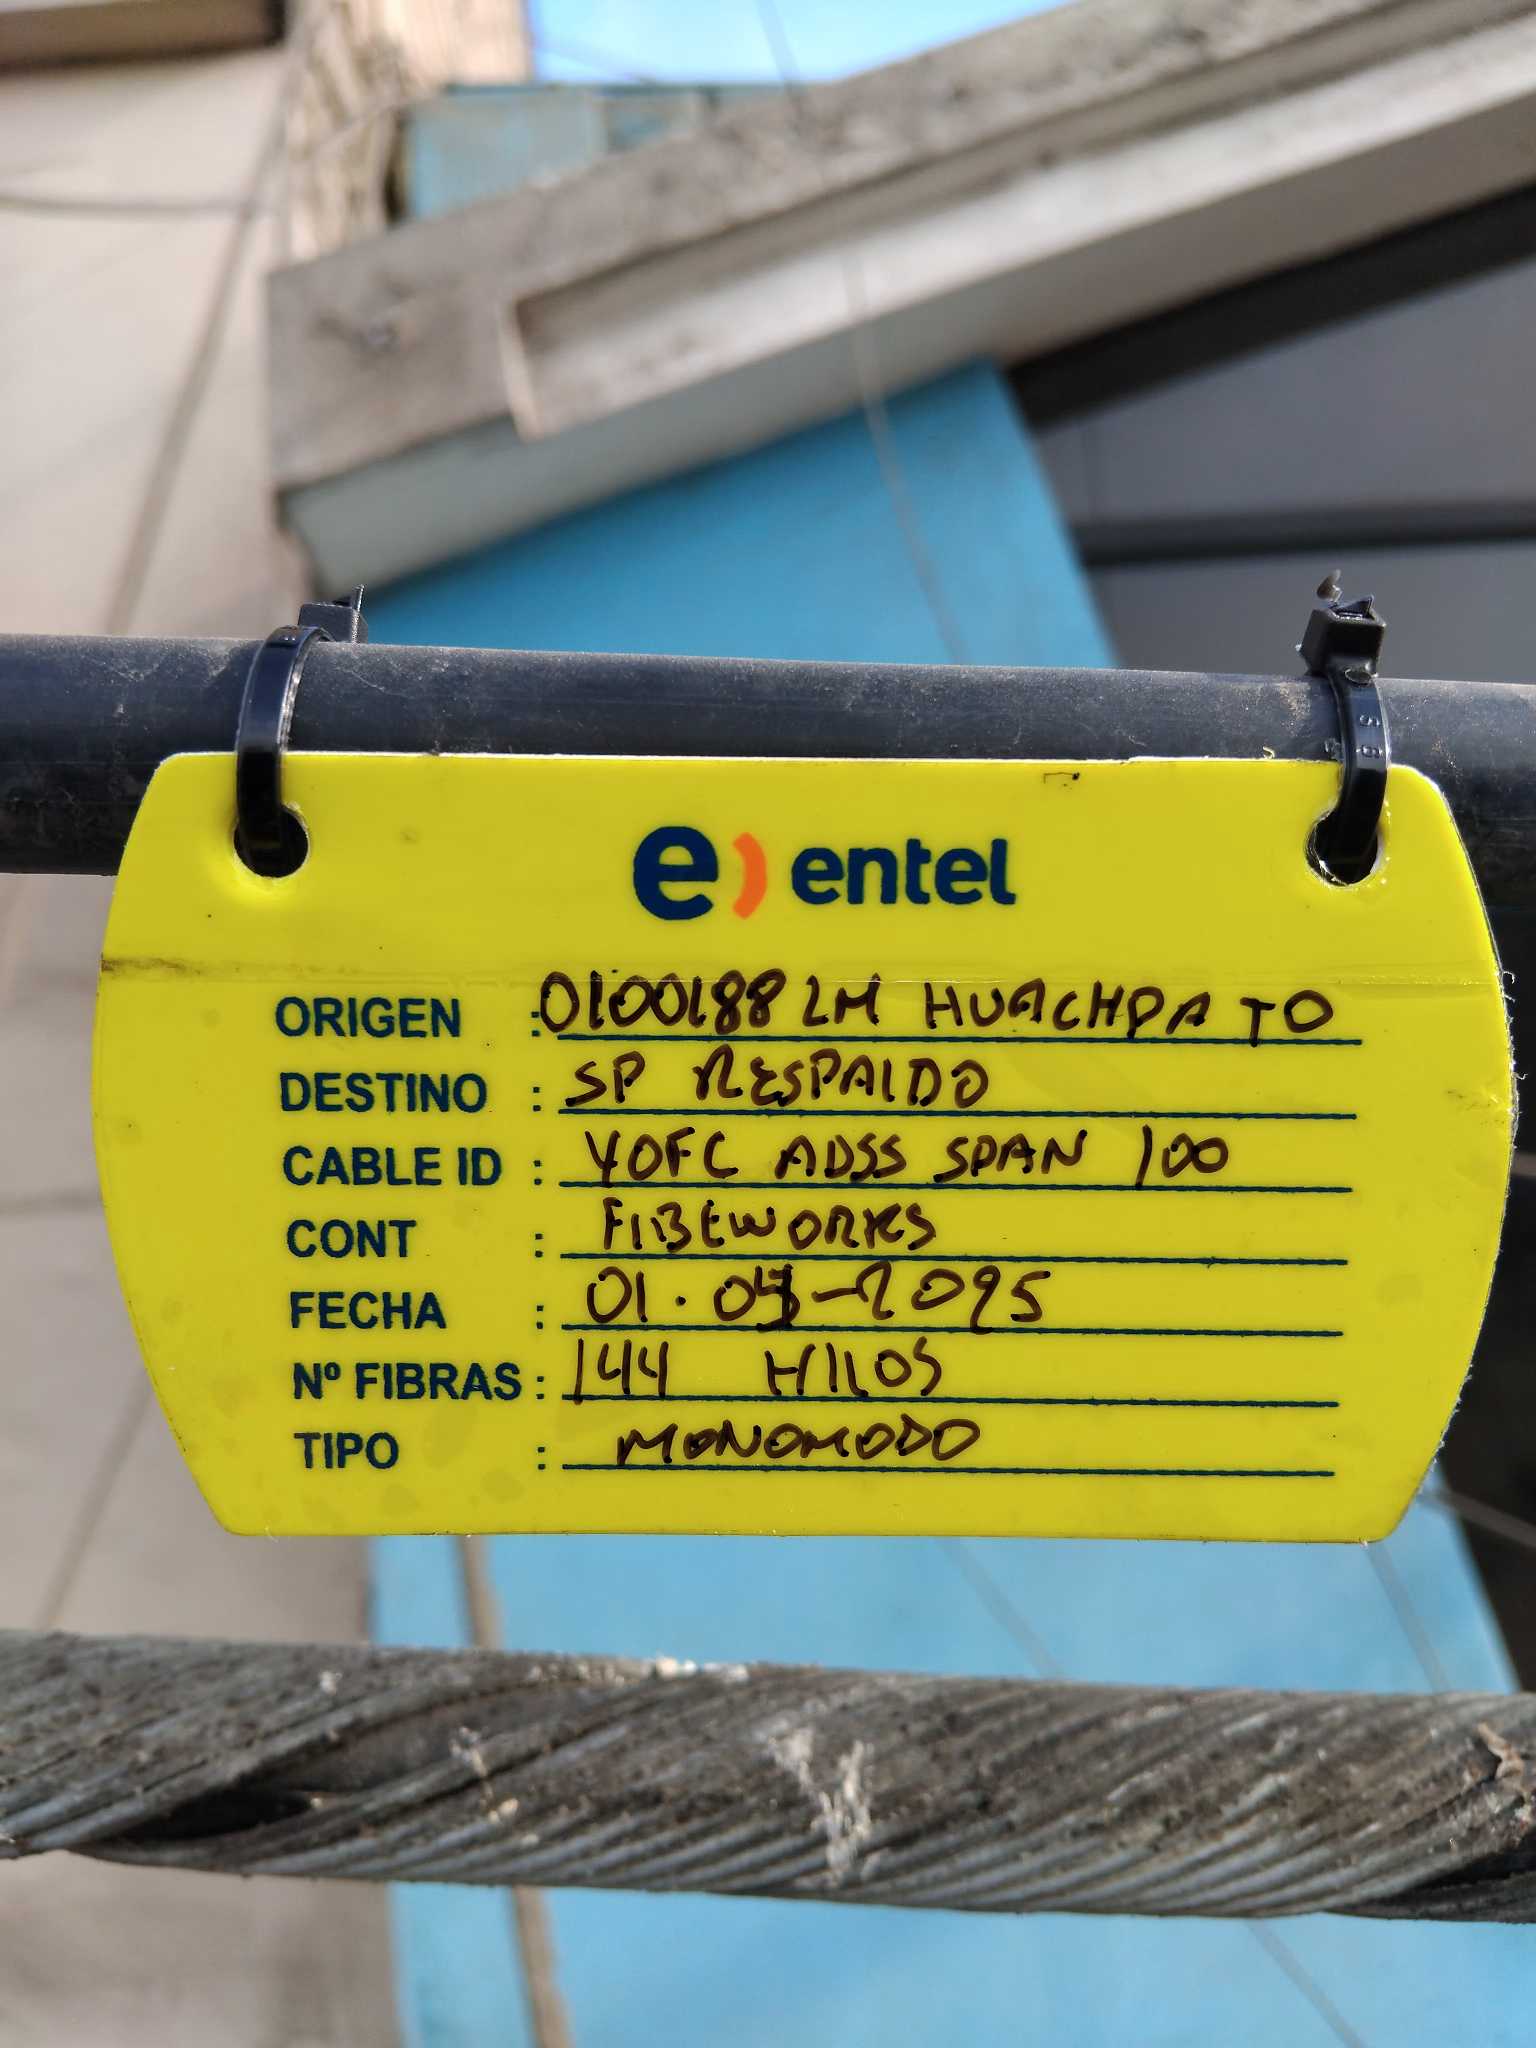 e) entel
ORIGEN : 0100188 LM HUACHPATO
DESTINO : SP RESPALDO
CABLE ID : YOFC ADSS SPAN 100
CONT : FIBEWORKS
FECHA : 01.04-2025
Nº FIBRAS : 144 HILOS
TIPO : MONOMODO